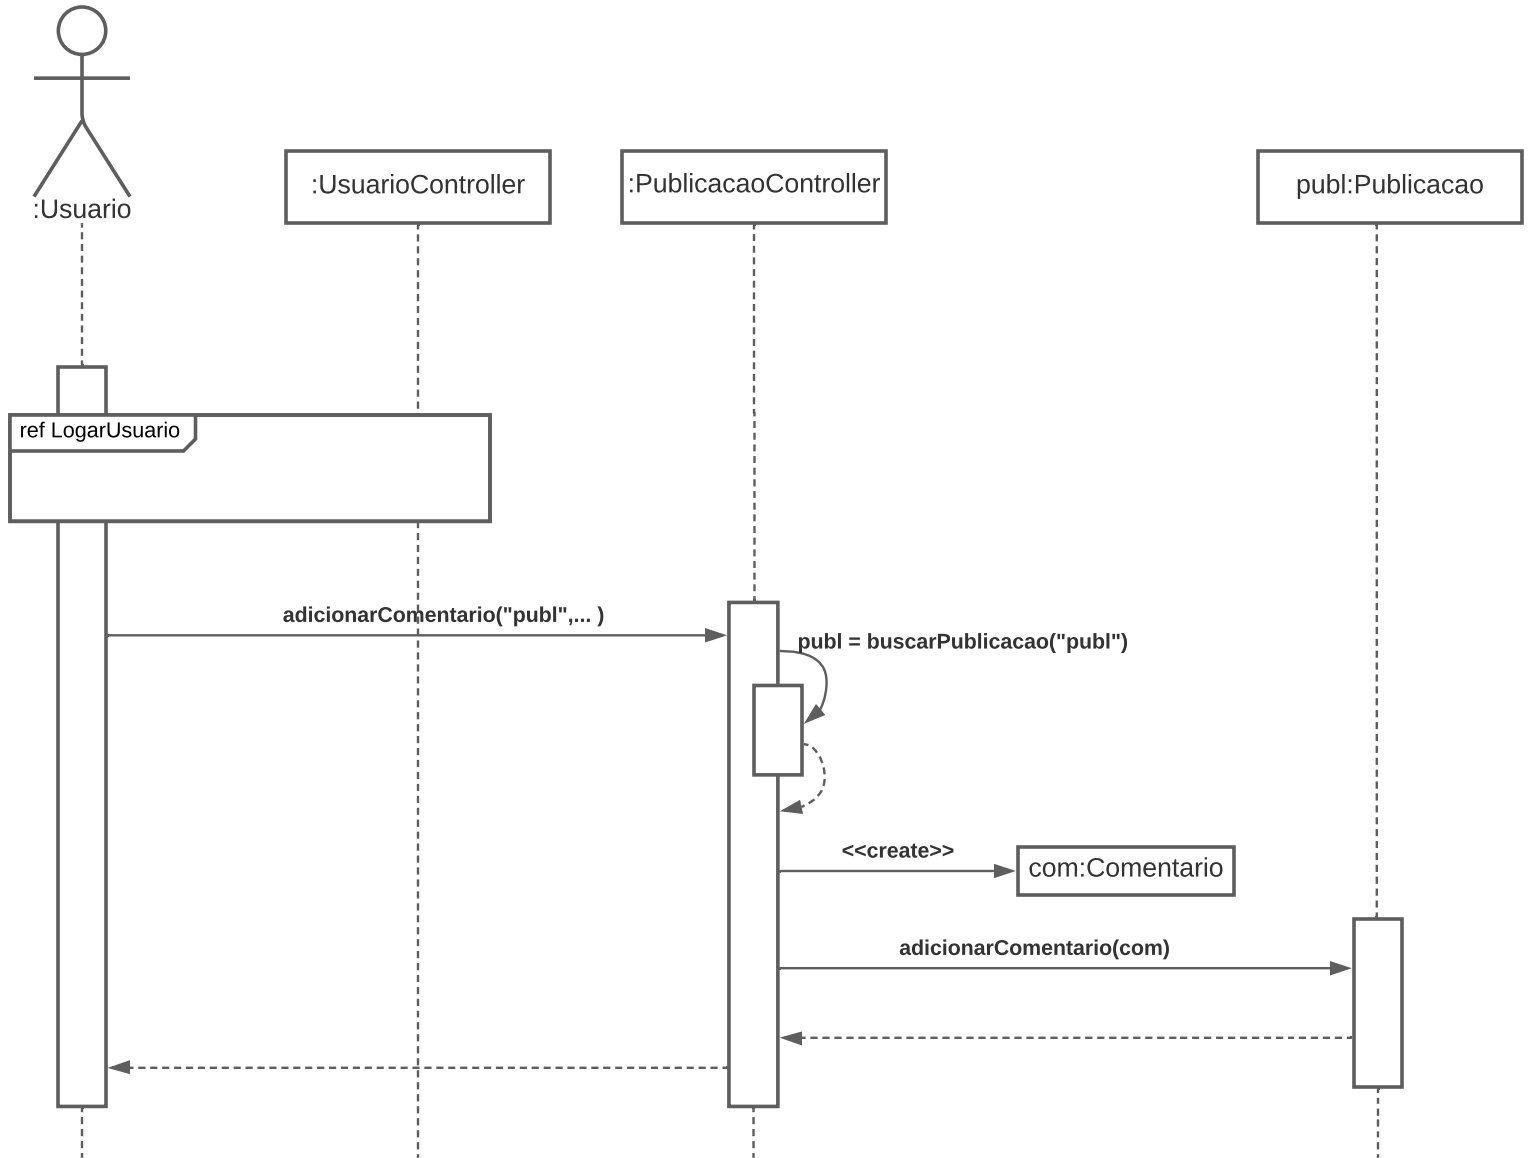 :Usuario
:UsuarioController
:PublicacaoController
publ:Publicacao
ref LogarUsuario
adicionarComentario("publ",... )
publ = buscarPublicacao("publ")
<<create>>
com:Comentario
adicionarComentario(com)